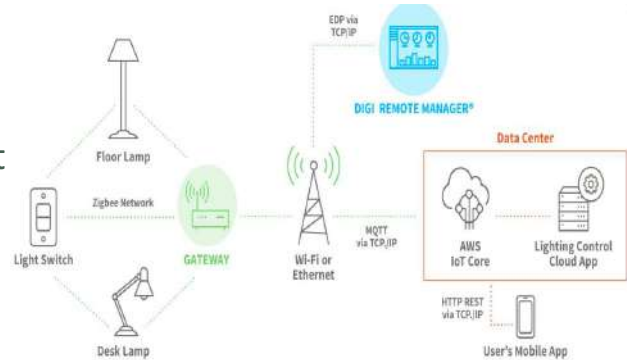 EDP via
TCP/IP
DIGI REMOTE MANAGER®
Data Center
Floor Lamp
t
Zigbee Network
Light Switch
GATEWAY
Wi-Fi or
Ethernet
MQTT
via TCP/IP
AWS
IoT Core
Lighting Control
Cloud App
HTTP REST
via TCP/IP
Desk Lamp
User's Mobile App